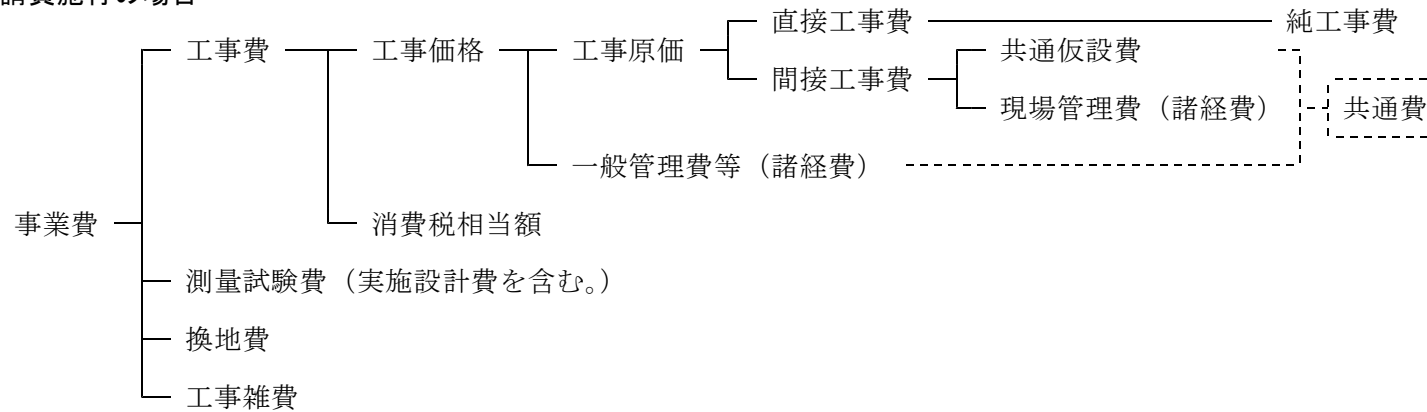 請負施行の場合
直接工事費 純工事費
事業費 工事費 工事価格 工事原価
共通仮設費
間接工事費
現場管理費（諸経費） 共通費
一般管理費等（諸経費）
消費税相当額
測量試験費（実施設計費を含む。）
換地費
工事雑費